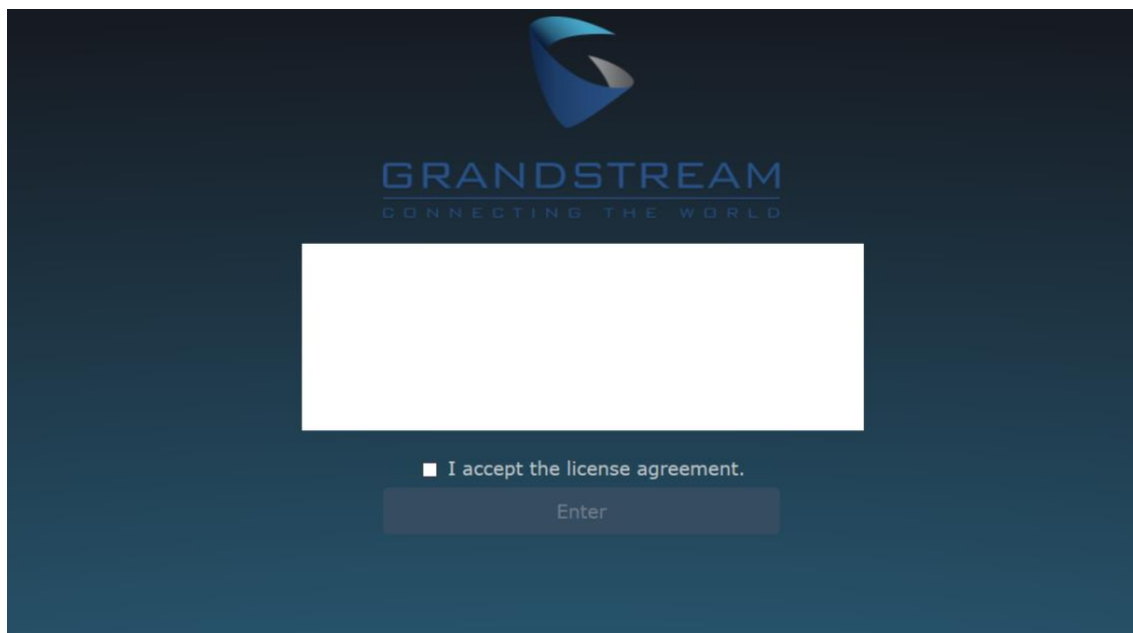 GRANDSTREAM
CONNECTING THE WORLD
I accept the license agreement.
Enter